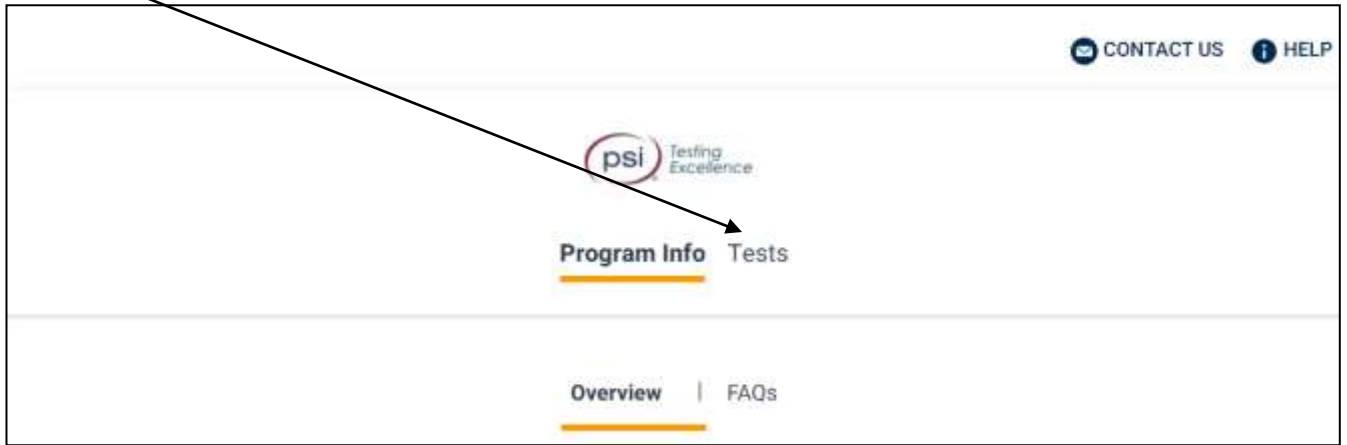 CONTACT US HELP
psi Testing
Excellence
Program Info Tests
Overview | FAQs